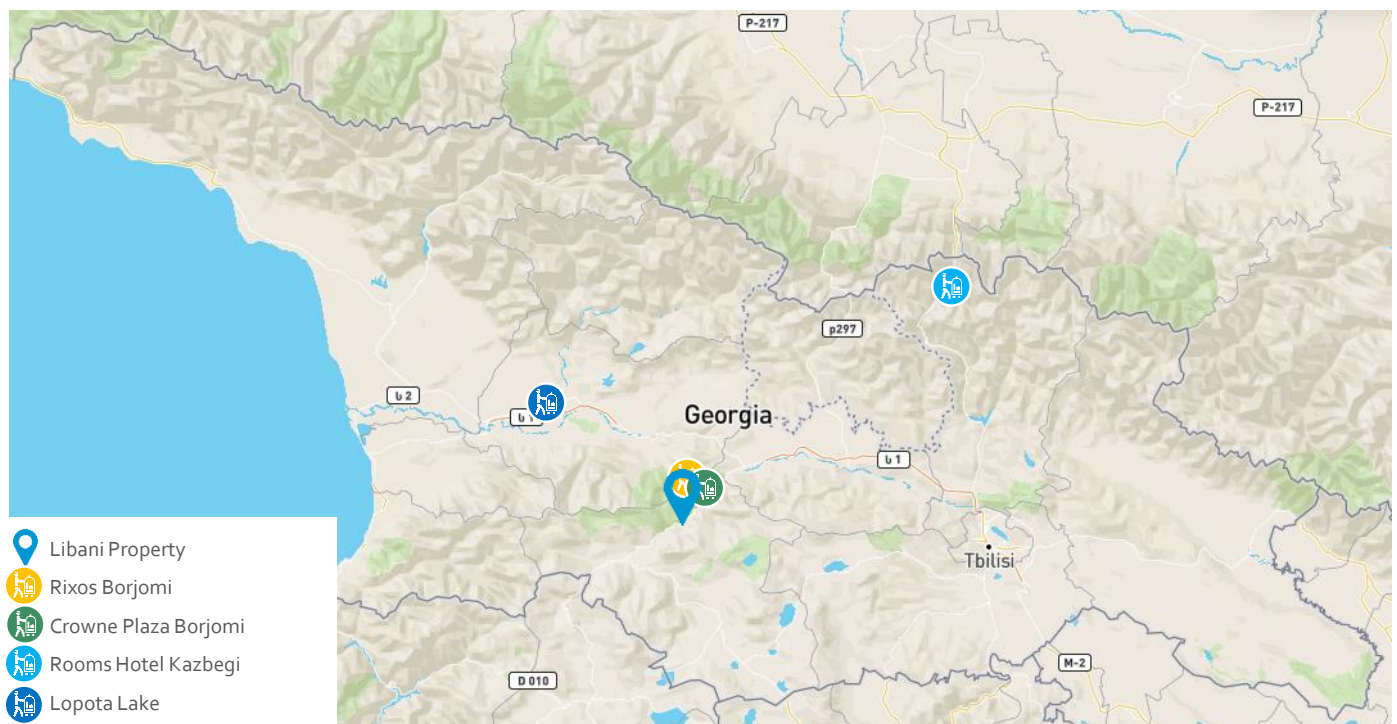 P-217
P-217
p297
ს 2
Georgia
ს 1
Tbilisi
M-2
D 010
Libani Property
Rixos Borjomi
Crowne Plaza Borjomi
Rooms Hotel Kazbegi
Lopota Lake